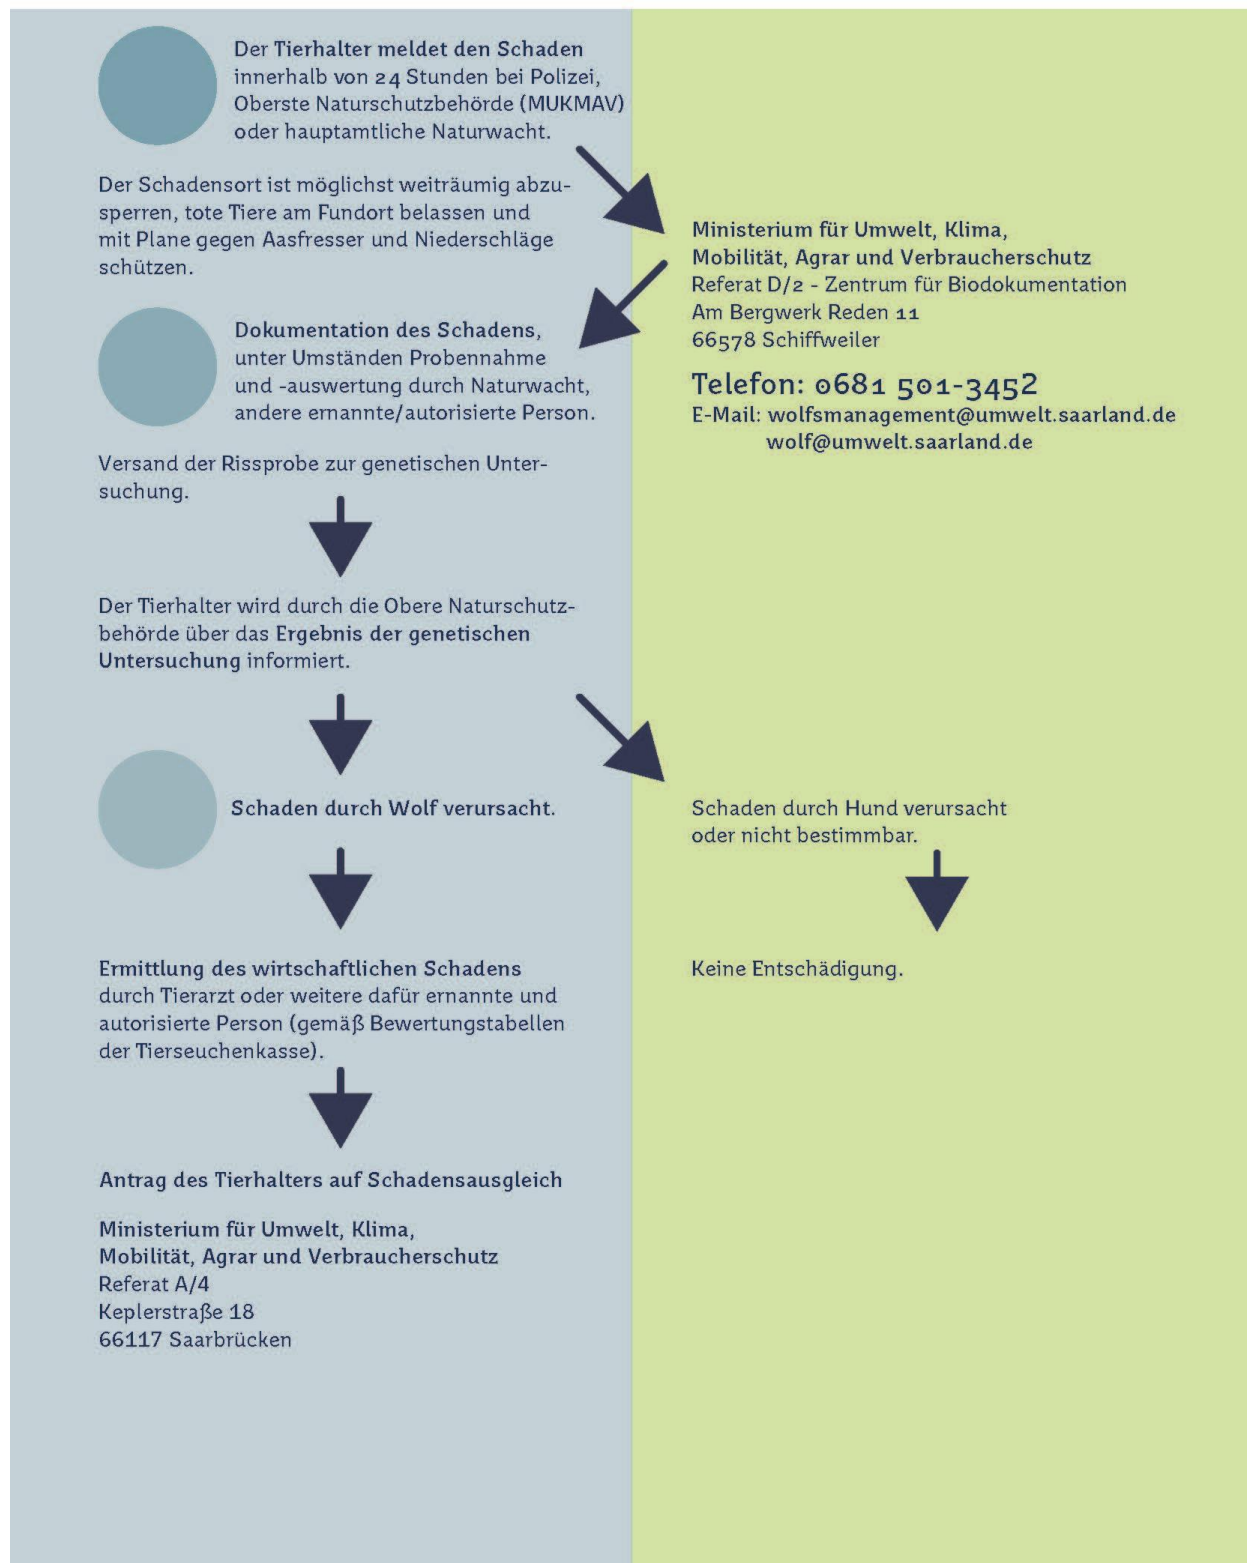 Der Tierhalter meldet den Schaden
innerhalb von 24 Stunden bei Polizei,
Oberste Naturschutzbehörde (MUKMAV)
oder hauptamtliche Naturwacht.
Der Schadensort ist möglichst weiträumig abzu-
sperren, tote Tiere am Fundort belassen und
mit Plane gegen Aasfresser und Niederschläge
schützen.
Ministerium für Umwelt, Klima,
Mobilität, Agrar und Verbraucherschutz
Referat D/2 - Zentrum für Biodokumentation
Am Bergwerk Reden 11
66578 Schiffweiler
Telefon: 0681 501-3452
E-Mail: wolfsmanagement@umwelt.saarland.de
wolf@umwelt.saarland.de
Dokumentation des Schadens,
unter Umständen Probennahme
und -auswertung durch Naturwacht,
andere ernannte/autorisierte Person.
Versand der Rissprobe zur genetischen Unter-
suchung.
Der Tierhalter wird durch die Obere Naturschutz-
behörde über das Ergebnis der genetischen
Untersuchung informiert.
Schaden durch Wolf verursacht.
Schaden durch Hund verursacht
oder nicht bestimmbar.
Ermittlung des wirtschaftlichen Schadens
durch Tierarzt oder weitere dafür ernannte und
autorisierte Person (gemäß Bewertungstabellen
der Tierseuchenkasse).
Keine Entschädigung.
Antrag des Tierhalters auf Schadensausgleich
Ministerium für Umwelt, Klima,
Mobilität, Agrar und Verbraucherschutz
Referat A/4
Keplerstraße 18
66117 Saarbrücken